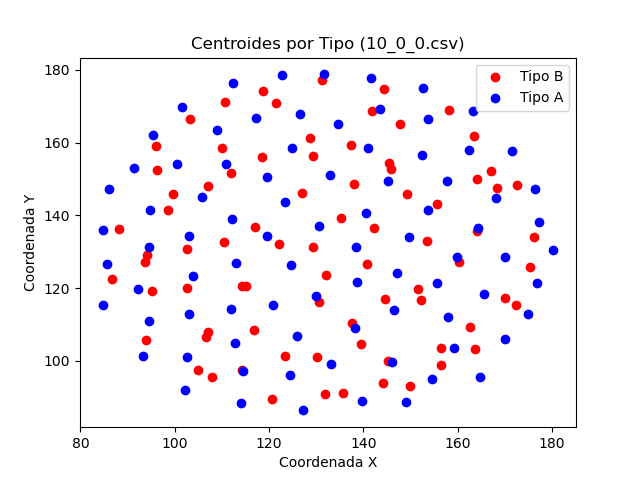 Centroides por Tipo (10_0_0.csv)
Tipo B
Tipo A
Coordenada Y
180
160
140
120
100
80 100 120 140 160 180
Coordenada X